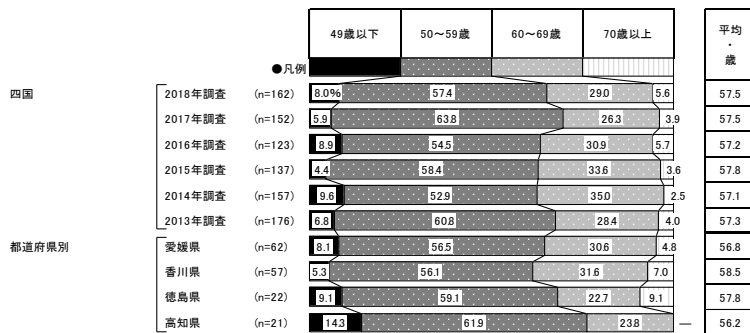 49歳以下 50～59歳 60～69歳 70歳以上 平均・歳
●凡例
四国 2018年調査 (n=162) 8.0% 57.4 29.0 5.6 57.5
2017年調査 (n=152) 5.9 63.8 26.3 3.9 57.5
2016年調査 (n=123) 8.9 54.5 30.9 5.7 57.2
2015年調査 (n=137) 4.4 58.4 33.6 3.6 57.8
2014年調査 (n=157) 9.6 52.9 35.0 2.5 57.1
2013年調査 (n=176) 6.8 60.8 28.4 4.0 57.3
都道府県別 愛媛県 (n=62) 8.1 56.5 30.6 4.8 56.8
香川県 (n=57) 5.3 56.1 31.6 7.0 58.5
徳島県 (n=22) 9.1 59.1 22.7 9.1 57.8
高知県 (n=21) 14.3 61.9 23.8 — 56.2